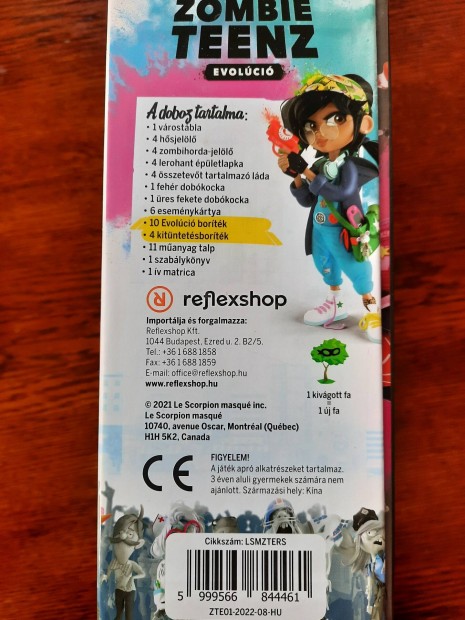 ZOMBIE
TEENZ
EVOLÚCIÓ
A doboz tartalma:
• 1 várostábla
• 4 hősjelölő
• 4 zombihorda-jelölő
• 4 lerohant épületlapka
• 4 összetevőt tartalmazó láda
• 1 fehér dobókocka
• 1 üres fekete dobókocka
• 6 eseménykártya
• 10 Evolúció boríték
• 4 kitüntetésboríték
• 11 műanyag talp
• 1 szabálykönyv
• 1 ív matrica
reflexshop
Importálja és forgalmazza:
Reflexshop Kft.
1044 Budapest, Ezred u. 2. B2/5.
Tel.: +36 1 688 1858
Fax: +36 1 688 1859
E-mail: office@reflexshop.hu
www.reflexshop.hu
1 kivágott fa
=
1 új fa
© 2021 Le Scorpion masqué inc.
Le Scorpion masqué
10740, avenue Oscar, Montréal (Québec)
H1H 5K2, Canada
CE
FIGYELEM!
A játék apró alkatrészeket tartalmaz.
3 éven aluli gyermekek számára nem
ajánlott. Származási hely: Kína
Cikkszám: LSMZTERS
5 999566 844461
ZTE01-2022-08-HU